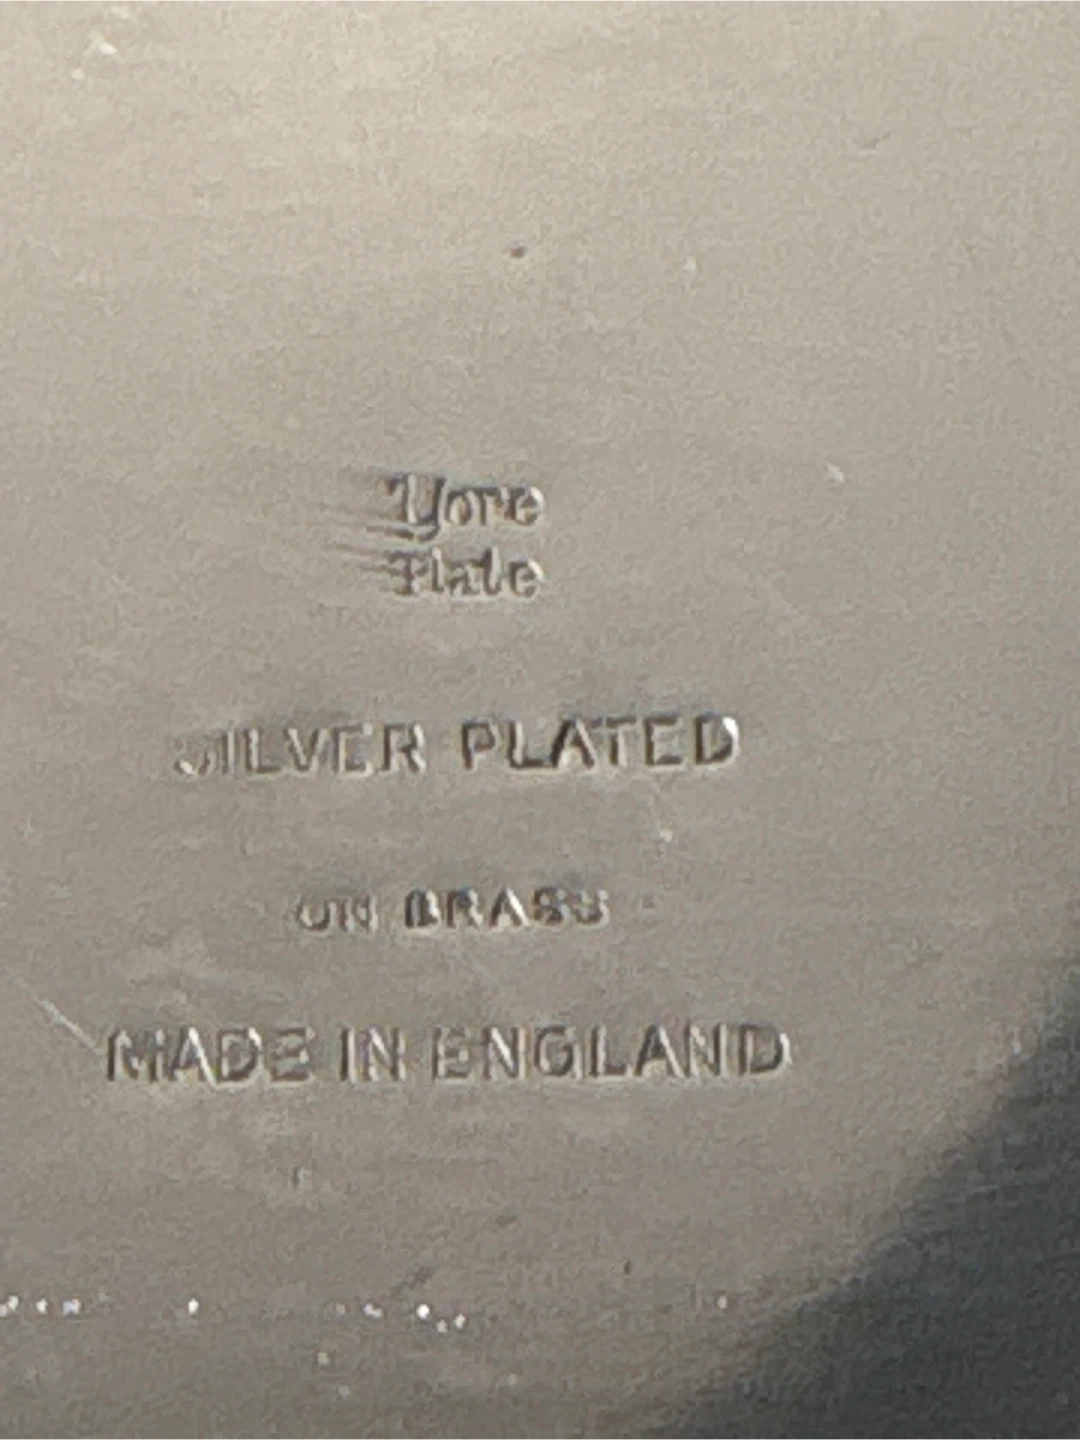 Yore
Plate
SILVER PLATED
ON BRASS
MADE IN ENGLAND